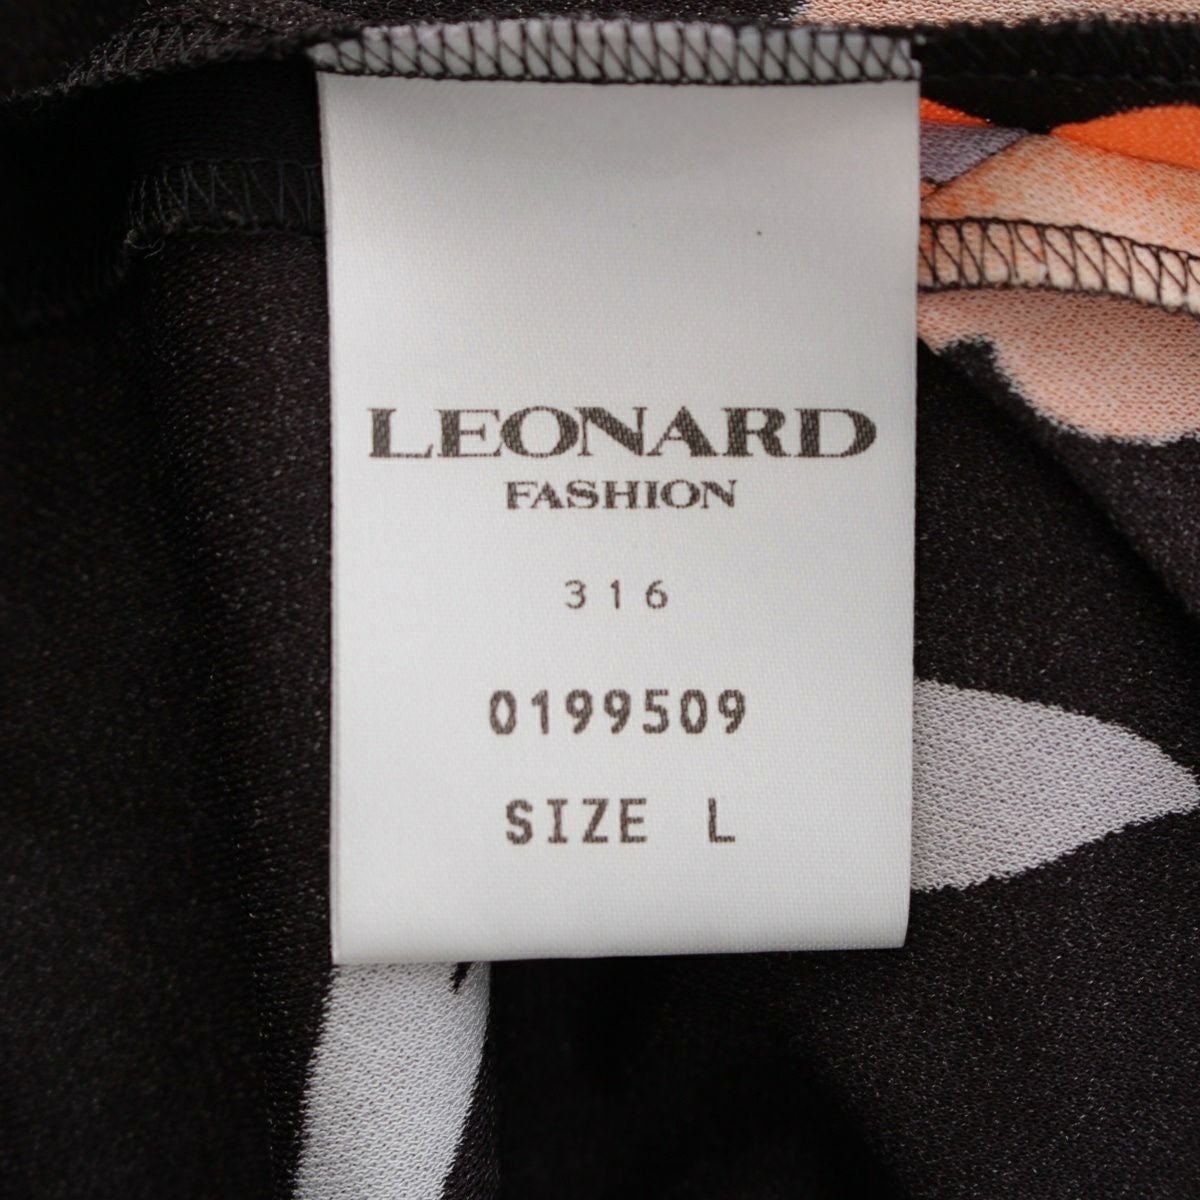 LEONARD
FASHION
316
0199509
SIZE L